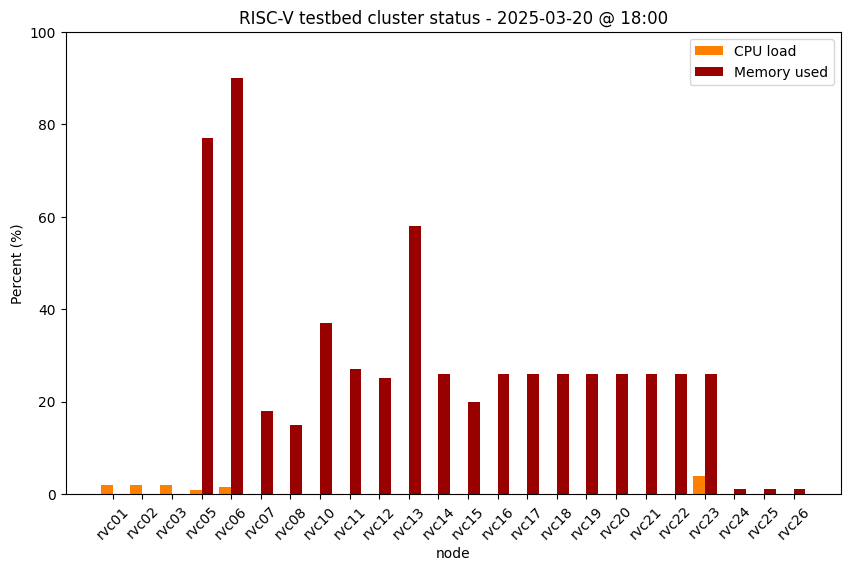 RISC-V testbed cluster status - 2025-03-20 @ 18:00
CPU load
Memory used
Percent (%)
100
80
60
40
20
0
rvc01 rvc02 rvc03 rvc05 rvc06 rvc07 rvc08 rvc10 rvc11 rvc12 rvc13 rvc14 rvc15 rvc16 rvc17 rvc18 rvc19 rvc20 rvc21 rvc22 rvc23 rvc24 rvc25 rvc26
node